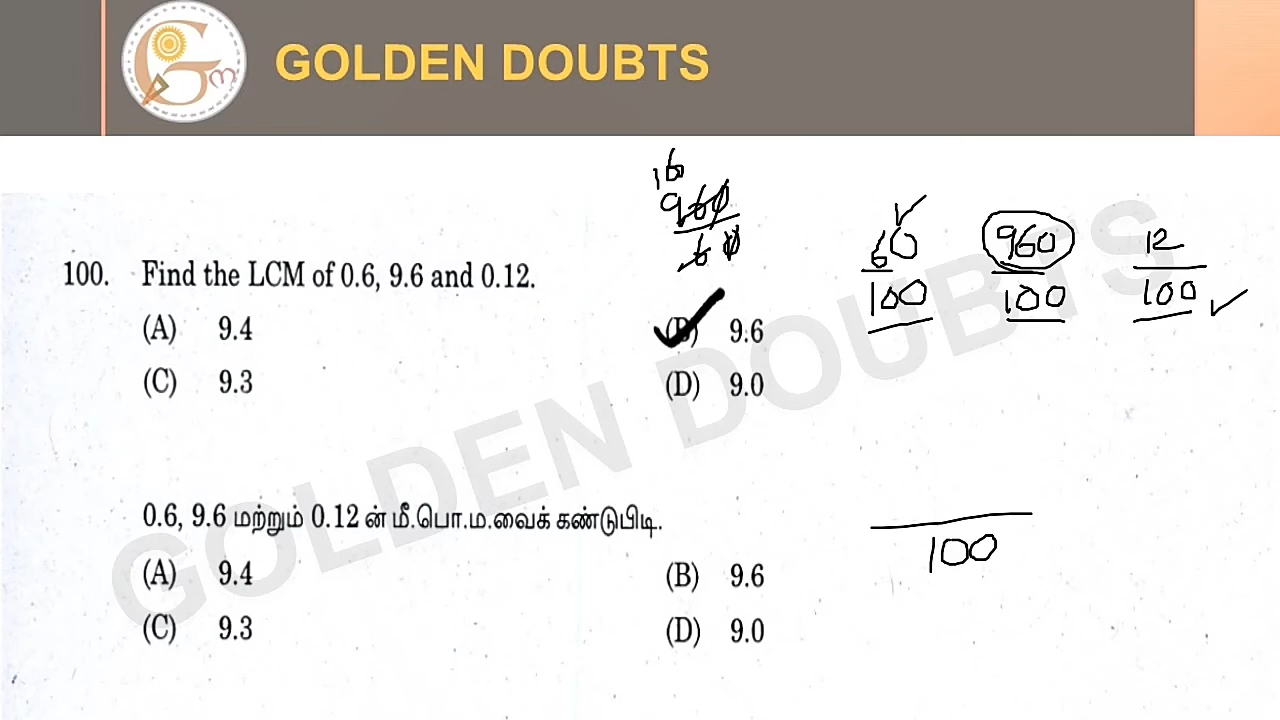 GOLDEN DOUBTS
16
960
60
60 960 12
100 100 100
100. Find the LCM of 0.6, 9.6 and 0.12.
(A) 9.4 (B) 9.6
(C) 9.3 (D) 9.0
GOLDEN DOUBTS
0.6, 9.6 மற்றும் 0.12 ன் மீ.பொ.ம.வைக் கண்டுபிடி.
100
(A) 9.4 (B) 9.6
(C) 9.3 (D) 9.0